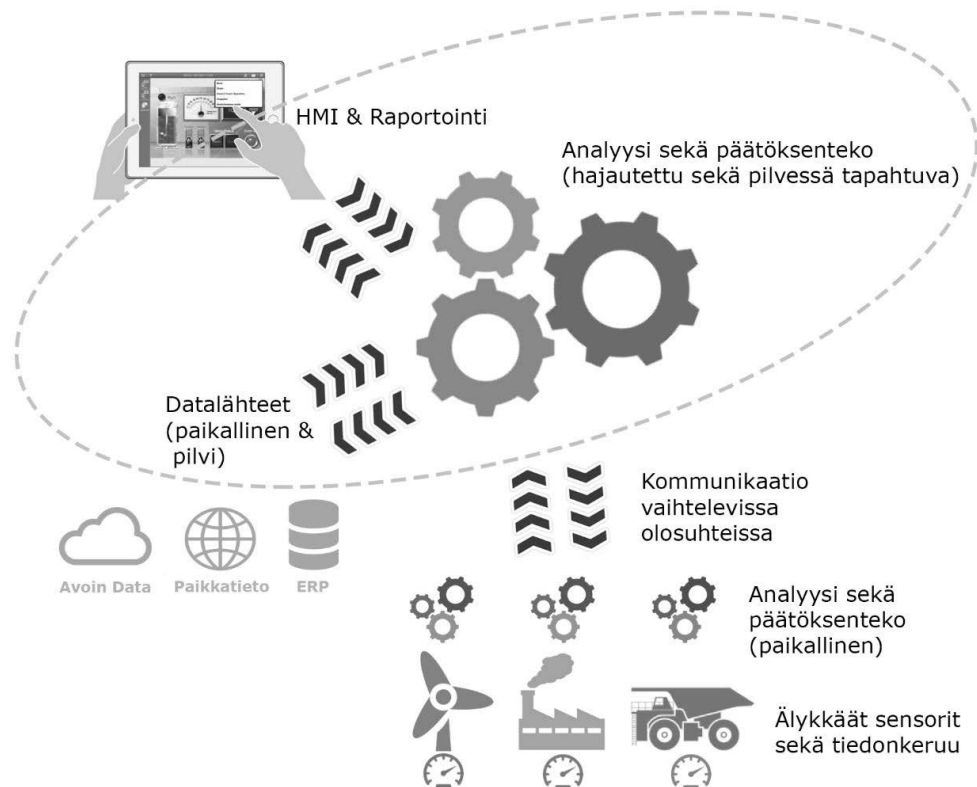 HMI & Raportointi
Analyysi sekä päätöksenteko
(hajautettu sekä pilvessä tapahtuva)
Datalähteet
(paikallinen &
pilvi)
Kommunikaatio
vaihtelevissa
olosuhteissa
Avoin Data
Paikkatieto
ERP
Analyysi sekä
päätöksenteko
(paikallinen)
Älykkäät sensorit
sekä tiedonkeruu